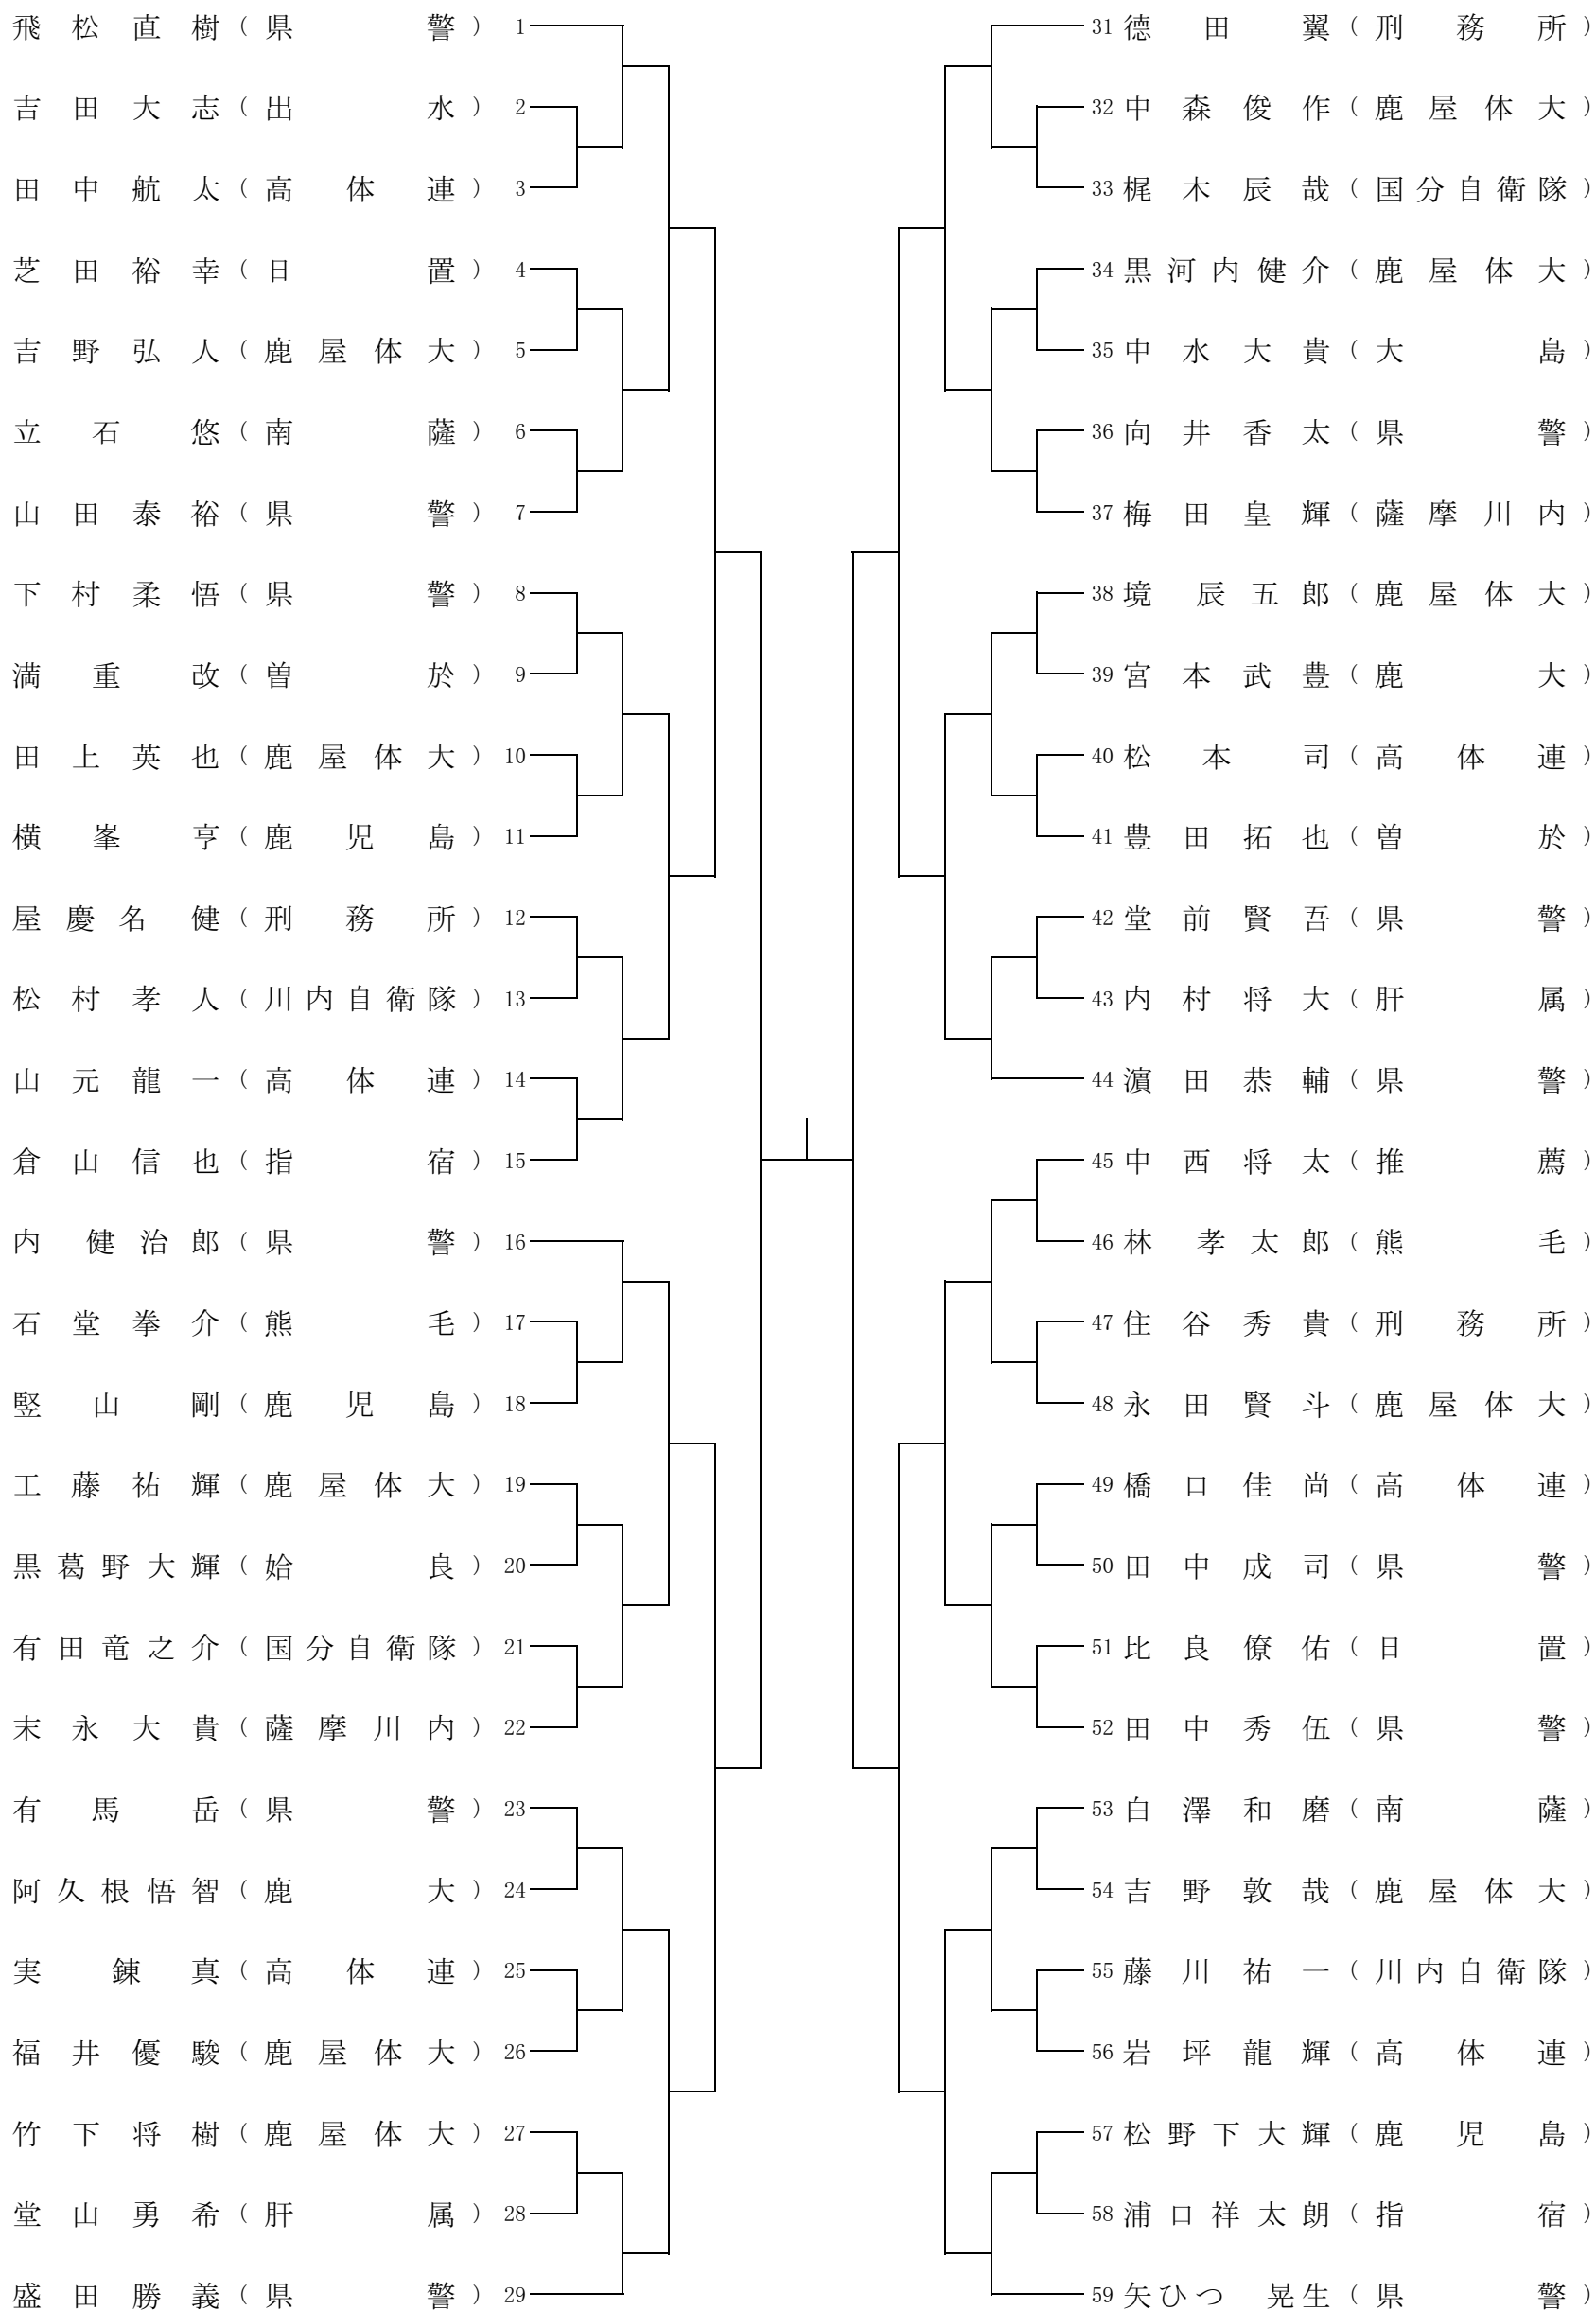 飛松直樹（県警）1
吉田大志（出水）2
田中航太（高体連）3
芝田裕幸（日置）4
吉野弘人（鹿屋体大）5
立石悠（南薩）6
山田泰裕（県警）7
下村柔悟（県警）8
満重改（曽於）9
田上英也（鹿屋体大）10
横峯亨（鹿児島）11
屋慶名健（刑務所）12
松村孝人（川内自衛隊）13
山元龍一（高体連）14
倉山信也（指宿）15
内健治郎（県警）16
石堂拳介（熊毛）17
竪山剛（鹿児島）18
工藤祐輝（鹿屋体大）19
黒葛野大輝（姶良）20
有田竜之介（国分自衛隊）21
末永大貴（薩摩川内）22
有馬岳（県警）23
阿久根悟智（鹿大）24
実錬真（高体連）25
福井優駿（鹿屋体大）26
竹下将樹（鹿屋体大）27
堂山勇希（肝属）28
盛田勝義（県警）29
31 德田翼（刑務所）
32 中森俊作（鹿屋体大）
33 梶木辰哉（国分自衛隊）
34 黒河内健介（鹿屋体大）
35 中水大貴（大島）
36 向井香太（県警）
37 梅田皇輝（薩摩川内）
38 境辰五郎（鹿屋体大）
39 宮本武豊（鹿大）
40 松本司（高体連）
41 豊田拓也（曽於）
42 堂前賢吾（県警）
43 内村将大（肝属）
44 濵田恭輔（県警）
45 中西将太（推薦）
46 林孝太郎（熊毛）
47 住谷秀貴（刑務所）
48 永田賢斗（鹿屋体大）
49 橋口佳尚（高体連）
50 田中成司（県警）
51 比良僚佑（日置）
52 田中秀伍（県警）
53 白澤和磨（南薩）
54 吉野敦哉（鹿屋体大）
55 藤川祐一（川内自衛隊）
56 岩坪龍輝（高体連）
57 松野下大輝（鹿児島）
58 浦口祥太朗（指宿）
59 矢ひつ 晃生（県警）